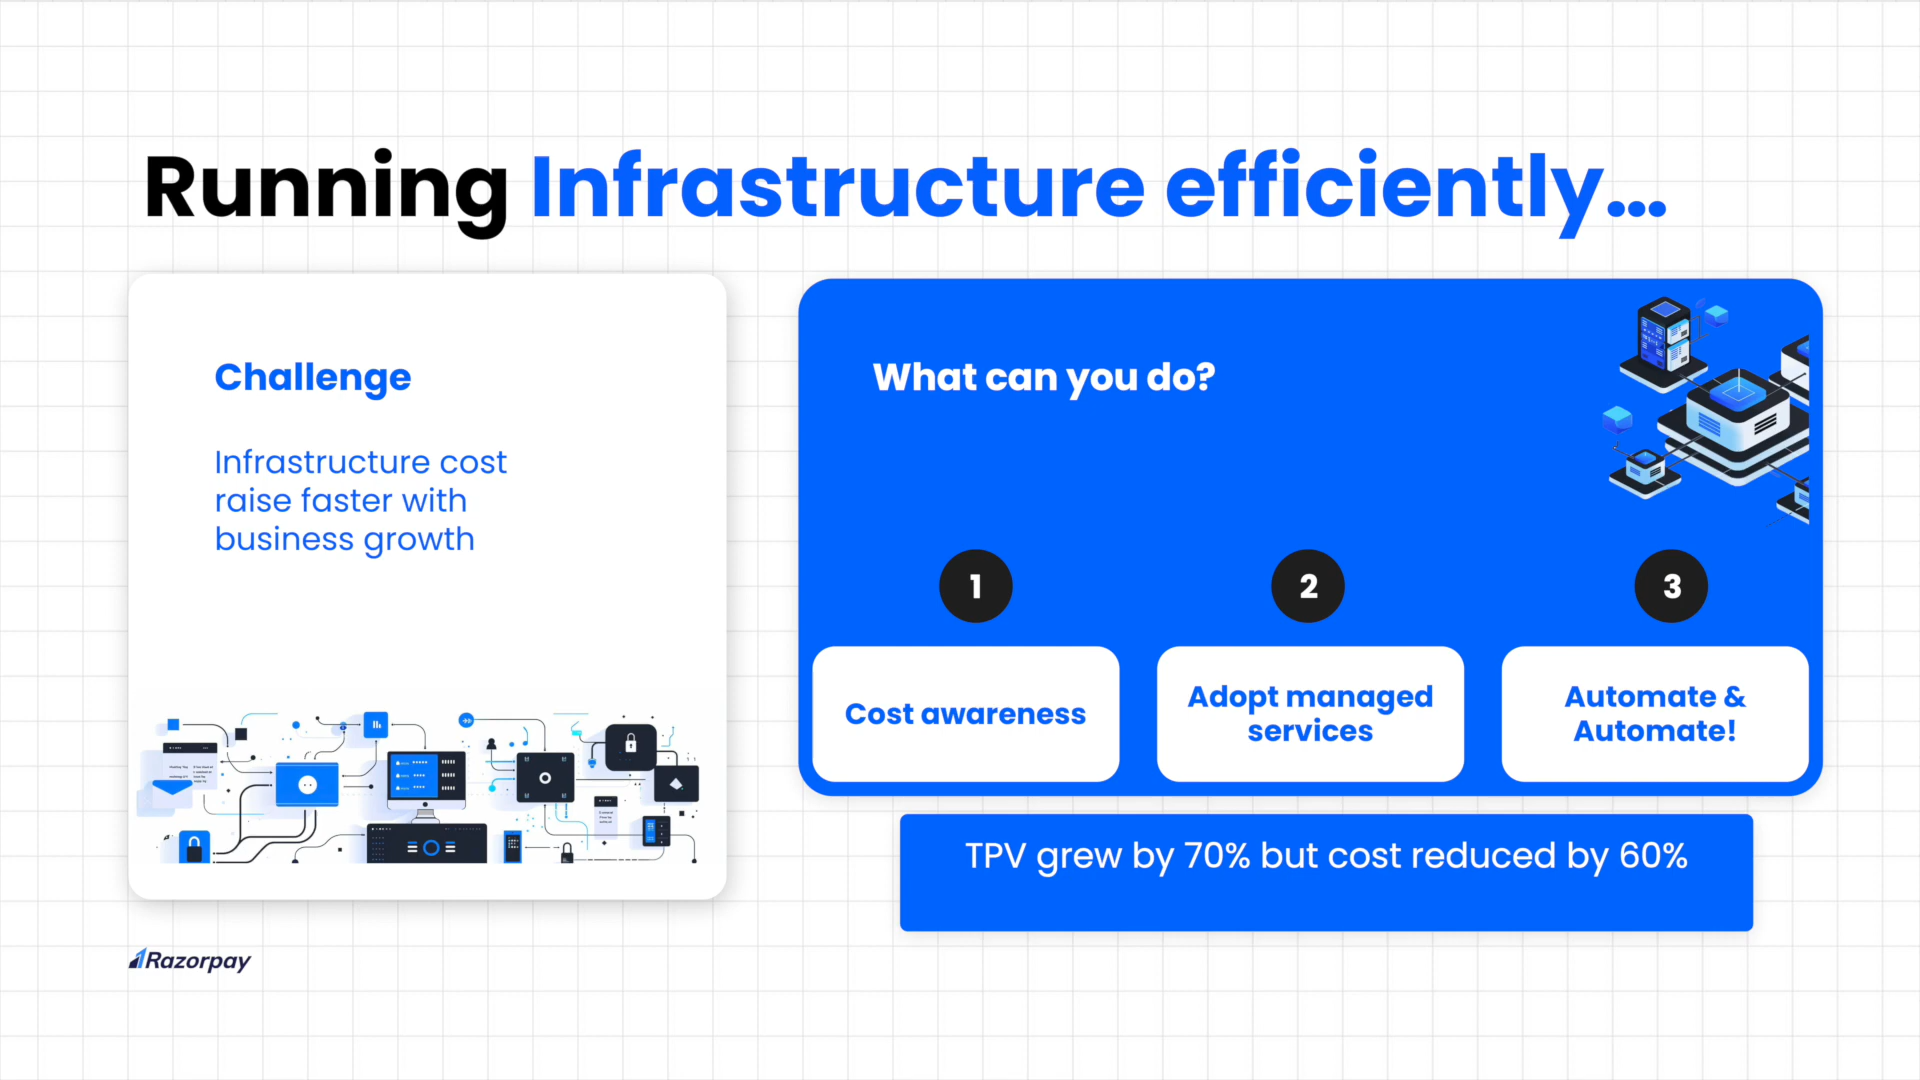 Running Infrastructure efficiently...
Challenge
Infrastructure cost
raise faster with
business growth
What can you do?
1
Cost awareness
2
Adopt managed
services
3
Automate &
Automate!
TPV grew by 70% but cost reduced by 60%
Razorpay